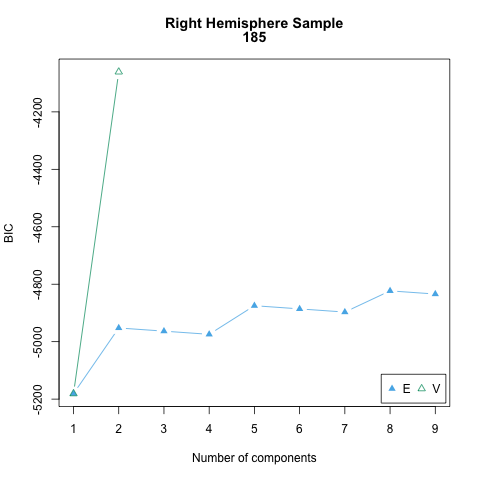 Right Hemisphere Sample
185
BIC
-4200
-4400
-4600
-4800
-5000
-5200
E V
1 2 3 4 5 6 7 8 9
Number of components